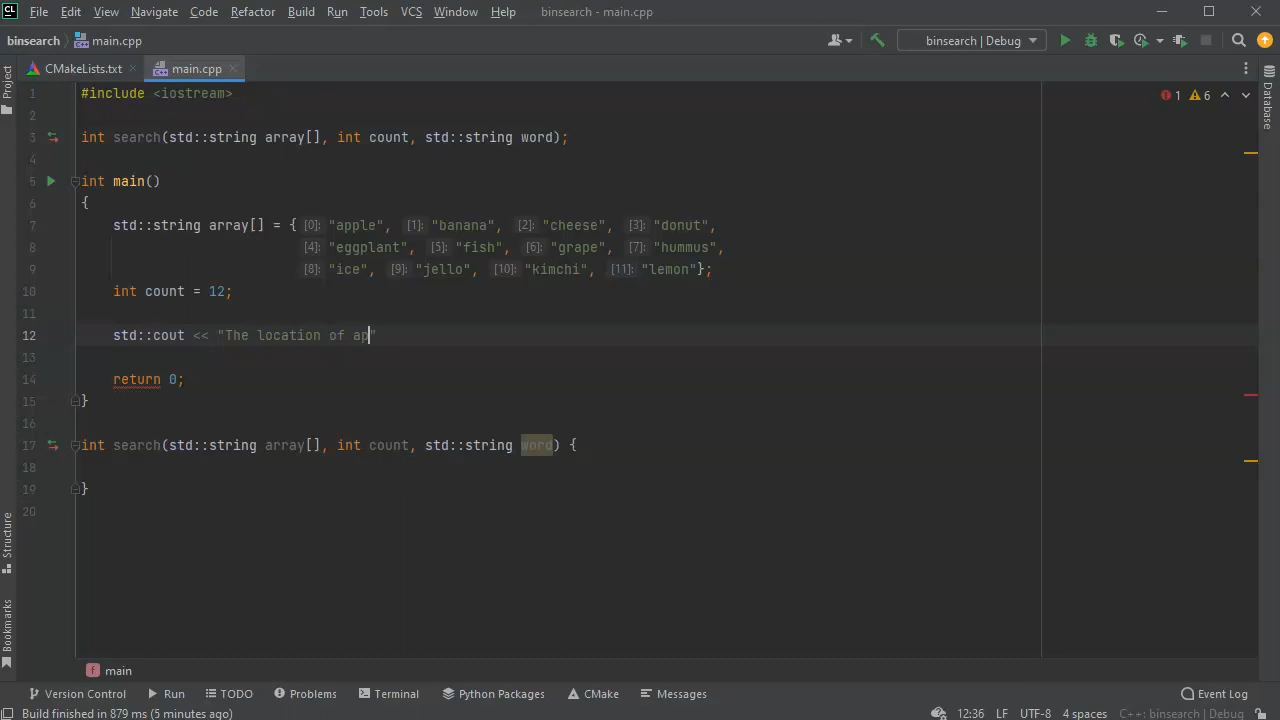 CL File Edit View Navigate Code Refactor Build Run Tools VCS Window Help binsearch - main.cpp
binsearch main.cpp binsearch | Debug
CMakeLists.txt main.cpp
Project
Database
Structure
Bookmarks
1 #include <iostream>
1 6
2
3 int search(std::string array[], int count, std::string word);
4
5 int main()
6 {
7 std::string array[] = { [0]: "apple", [1]: "banana", [2]: "cheese", [3]: "donut",
8 [4]: "eggplant", [5]: "fish", [6]: "grape", [7]: "hummus",
9 [8]: "ice", [9]: "jello", [10]: "kimchi", [11]: "lemon"};
10 int count = 12;
11
12 std::cout << "The location of ap"
13
14 return 0;
15 }
16
17 int search(std::string array[], int count, std::string word) {
18
19 }
20
f main
Version Control Run TODO Problems Terminal Python Packages CMake Messages Event Log
Build finished in 879 ms (5 minutes ago) 12:36 LF UTF-8 4 spaces C++: binsearch | Debug